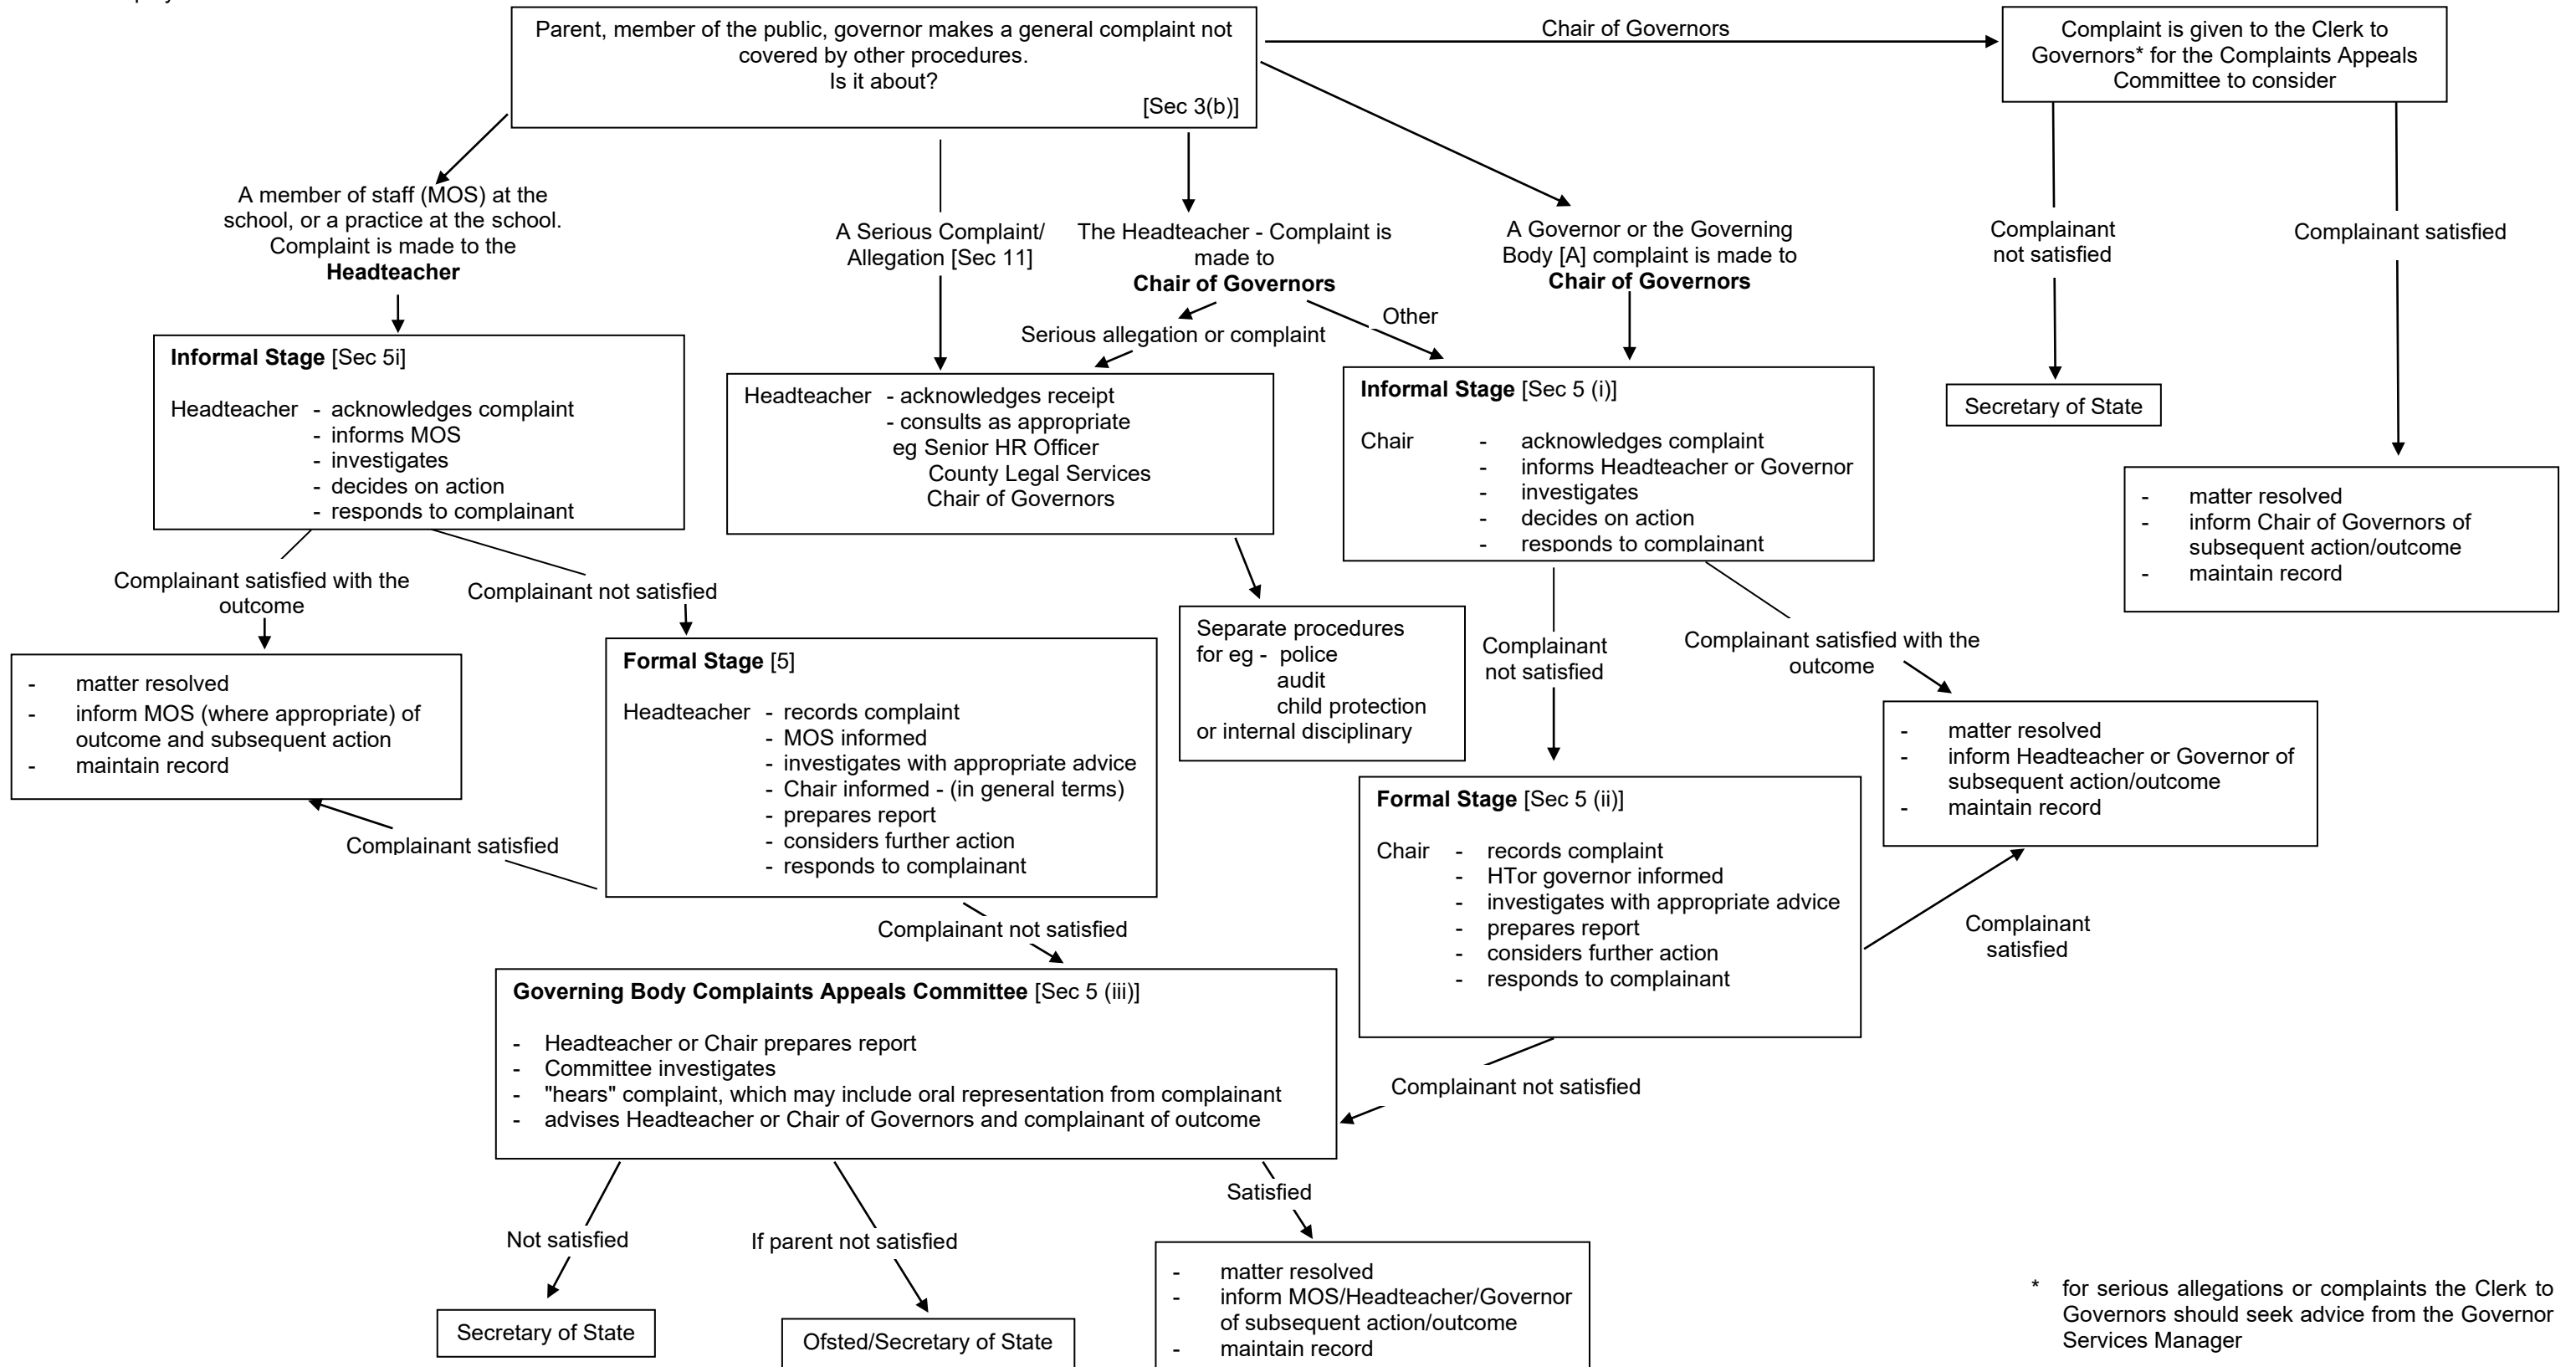 Parent, member of the public, governor makes a general complaint not
covered by other procedures.
Is it about?
[Sec 3(b)]
Chair of Governors
Complaint is given to the Clerk to
Governors* for the Complaints Appeals
Committee to consider
A member of staff (MOS) at the
school, or a practice at the school.
Complaint is made to the
Headteacher
A Serious Complaint/
Allegation [Sec 11]
The Headteacher - Complaint is
made to
Chair of Governors
A Governor or the Governing
Body [A] complaint is made to
Chair of Governors
Complainant
not satisfied
Complainant satisfied
Serious allegation or complaint
Other
Informal Stage [Sec 5i]
Headteacher - acknowledges complaint
- informs MOS
- investigates
- decides on action
- responds to complainant
Headteacher - acknowledges receipt
- consults as appropriate
eg Senior HR Officer
County Legal Services
Chair of Governors
Informal Stage [Sec 5 (i)]
Chair - acknowledges complaint
- informs Headteacher or Governor
- investigates
- decides on action
- responds to complainant
Secretary of State
- matter resolved
- inform Chair of Governors of
subsequent action/outcome
- maintain record
Complainant satisfied with the
outcome
Complainant not satisfied
Separate procedures
for eg - police
audit
child protection
or internal disciplinary
Complainant
not satisfied
Complainant satisfied with the
outcome
- matter resolved
- inform MOS (where appropriate) of
outcome and subsequent action
- maintain record
Formal Stage [5]
Headteacher - records complaint
- MOS informed
- investigates with appropriate advice
- Chair informed - (in general terms)
- prepares report
- considers further action
- responds to complainant
- matter resolved
- inform Headteacher or Governor of
subsequent action/outcome
- maintain record
Formal Stage [Sec 5 (ii)]
Chair - records complaint
- HTor governor informed
- investigates with appropriate advice
- prepares report
- considers further action
- responds to complainant
Complainant satisfied
Complainant
satisfied
Complainant not satisfied
Governing Body Complaints Appeals Committee [Sec 5 (iii)]
- Headteacher or Chair prepares report
- Committee investigates
- "hears" complaint, which may include oral representation from complainant
- advises Headteacher or Chair of Governors and complainant of outcome
Complainant not satisfied
Not satisfied
If parent not satisfied
Satisfied
Secretary of State
Ofsted/Secretary of State
- matter resolved
- inform MOS/Headteacher/Governor
of subsequent action/outcome
- maintain record
* for serious allegations or complaints the Clerk to
Governors should seek advice from the Governor
Services Manager